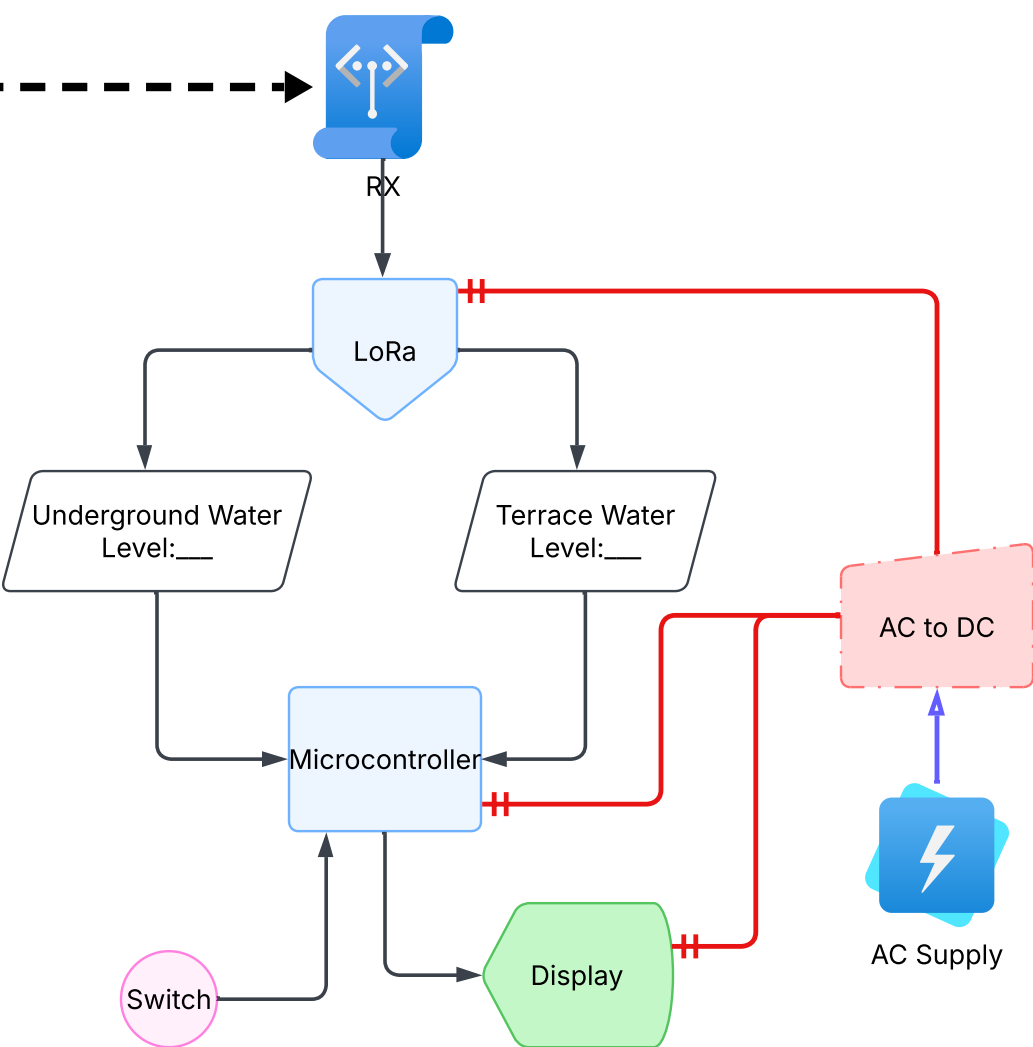 RX
LoRa
Underground Water
Level:___
Terrace Water
Level:___
AC to DC
Microcontroller
AC Supply
Display
Switch